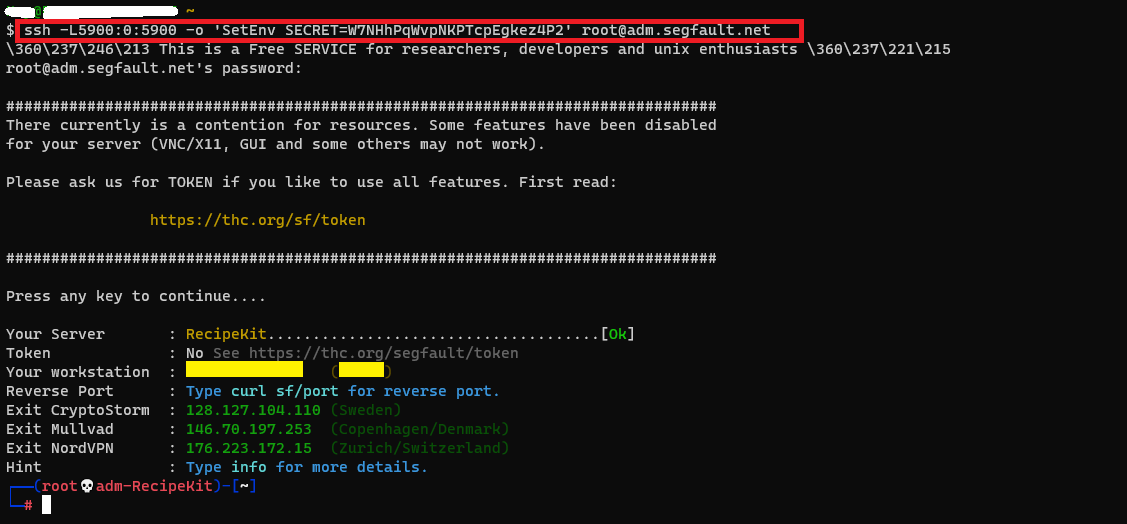 ~
$ ssh -L5900:0:5900 -o 'SetEnv SECRET=W7NHhPqWvpNKPTcpEgkez4P2' root@adm.segfault.net
\360\237\246\213 This is a Free SERVICE for researchers, developers and unix enthusiasts \360\237\221\215
root@adm.segfault.net's password:
###############################################################################
There currently is a contention for resources. Some features have been disabled
for your server (VNC/X11, GUI and some others may not work).
Please ask us for TOKEN if you like to use all features. First read:
https://thc.org/sf/token
###############################################################################
Press any key to continue....
Your Server : RecipeKit.....................................[Ok]
Token : No See https://thc.org/segfault/token
Your workstation : ( )
Reverse Port : Type curl sf/port for reverse port.
Exit CryptoStorm : 128.127.104.110 (Sweden)
Exit Mullvad : 146.70.197.253 (Copenhagen/Denmark)
Exit NordVPN : 176.223.172.15 (Zurich/Switzerland)
Hint : Type info for more details.
┌──(root💀adm-RecipeKit)-[~]
└─#